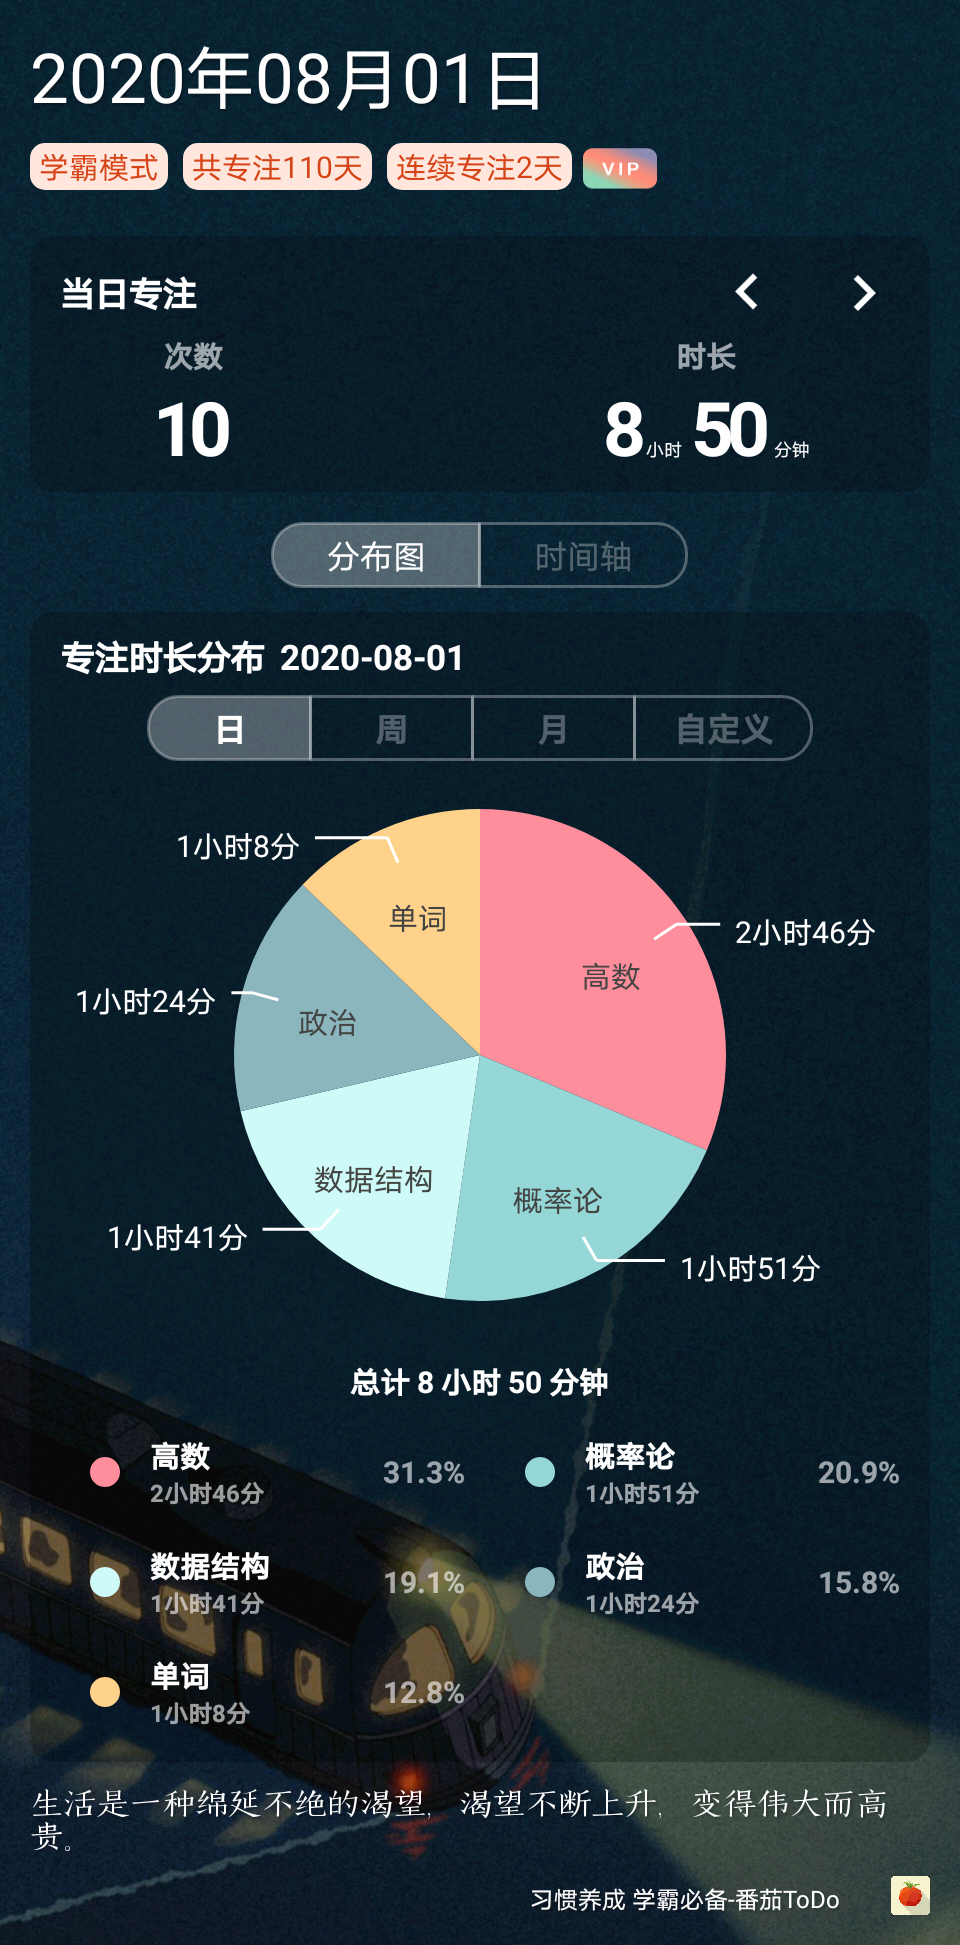 2020年08月01日
学霸模式 共专注110天 连续专注2天 VIP
当日专注
次数 时长
10 8小时 50分钟
分布图 时间轴
专注时长分布 2020-08-01
日 周 月 自定义
1小时8分
单词
2小时46分
高数
1小时24分
政治
数据结构
概率论
1小时41分
1小时51分
总计 8 小时 50 分钟
高数 31.3% 概率论 20.9%
2小时46分 1小时51分
数据结构 19.1% 政治 15.8%
1小时41分 1小时24分
单词 12.8%
1小时8分
生活是一种绵延不绝的渴望，渴望不断上升，变得伟大而高
贵。
习惯养成 学霸必备-番茄ToDo